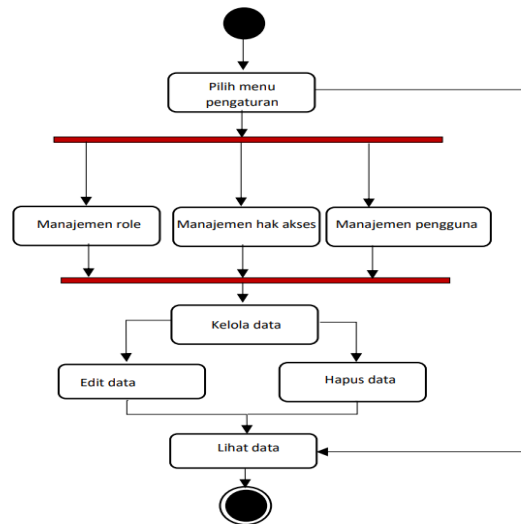 Pilih menu
pengaturan
Manajemen role
Manajemen hak akses
Manajemen pengguna
Kelola data
Edit data
Hapus data
Lihat data